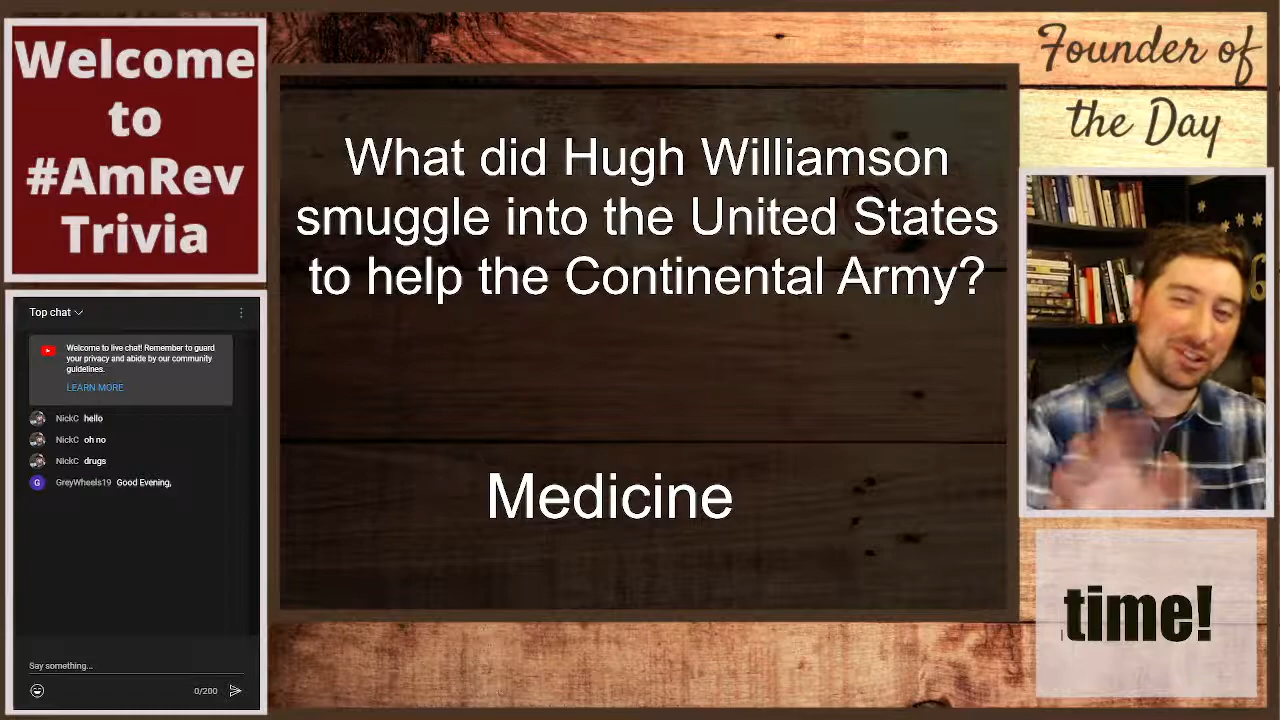 Welcome
to
#AmRev
Trivia
What did Hugh Williamson
smuggle into the United States
to help the Continental Army?
Medicine
Founder of
the Day
Top chat
Welcome to live chat! Remember to guard
your privacy and abide by our community
guidelines.
LEARN MORE
NickC hello
NickC oh no
NickC drugs
G GreyWheels19 Good Evening,
Say something...
0/200
time!